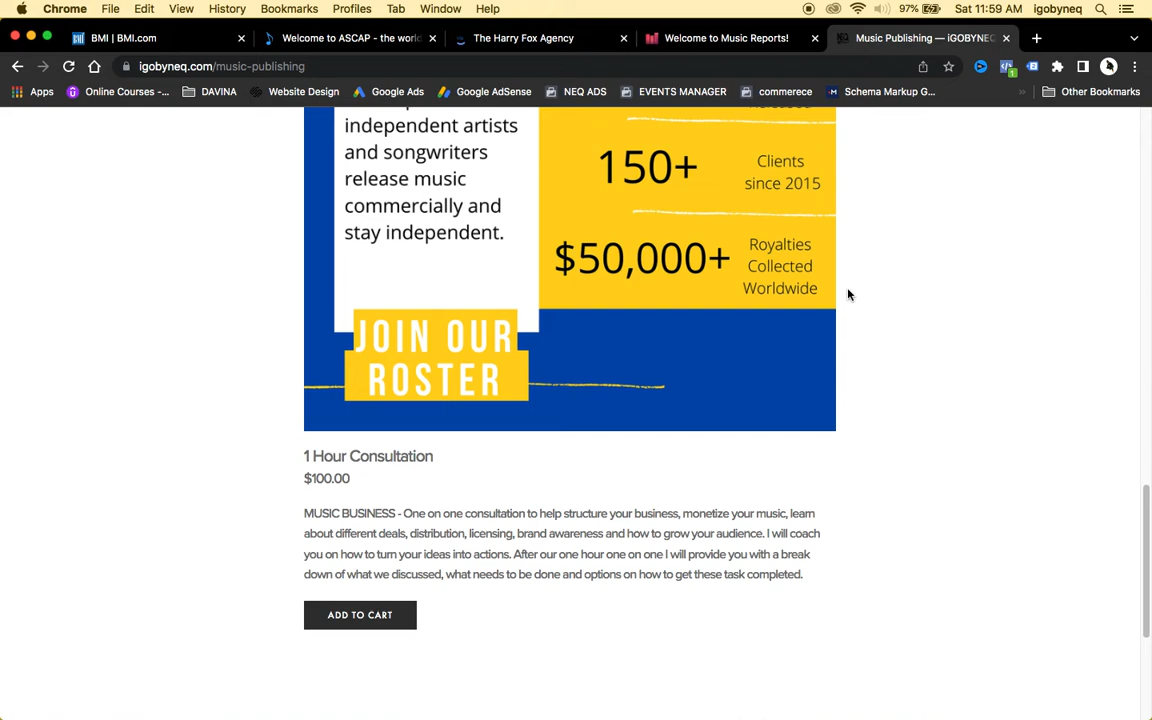 Chrome File Edit View History Bookmarks Profiles Tab Window Help 97% Sat 11:59 AM igobyneq
BMI | BMI.com Welcome to ASCAP - the world The Harry Fox Agency Welcome to Music Reports! Music Publishing — iGOBYNEQ
igobyneq.com/music-publishing
Apps Online Courses -... DAVINA Website Design Google Ads Google AdSense NEQ ADS EVENTS MANAGER commerece Schema Markup G... Other Bookmarks
independent artists
and songwriters
release music
commercially and
stay independent.
150+
Clients
since 2015
$50,000+
Royalties
Collected
Worldwide
JOIN OUR
ROSTER
1 Hour Consultation
$100.00
MUSIC BUSINESS - One on one consultation to help structure your business, monetize your music, learn
about different deals, distribution, licensing, brand awareness and how to grow your audience. I will coach
you on how to turn your ideas into actions. After our one hour one on one I will provide you with a break
down of what we discussed, what needs to be done and options on how to get these task completed.
ADD TO CART